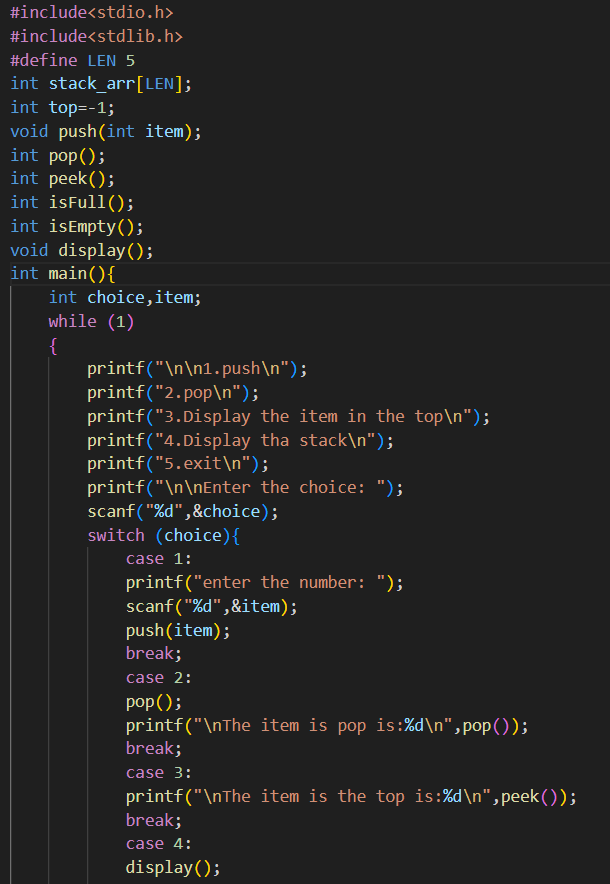 #include<stdio.h>
#include<stdlib.h>
#define LEN 5
int stack_arr[LEN];
int top=-1;
void push(int item);
int pop();
int peek();
int isFull();
int isEmpty();
void display();
int main(){
    int choice,item;
    while (1)
    {
        printf("\n\n1.push\n");
        printf("2.pop\n");
        printf("3.Display the item in the top\n");
        printf("4.Display tha stack\n");
        printf("5.exit\n");
        printf("\n\nEnter the choice: ");
        scanf("%d",&choice);
        switch (choice){
            case 1:
            printf("enter the number: ");
            scanf("%d",&item);
            push(item);
            break;
            case 2:
            pop();
            printf("\nThe item is pop is:%d\n",pop());
            break;
            case 3:
            printf("\nThe item is the top is:%d\n",peek());
            break;
            case 4:
            display();